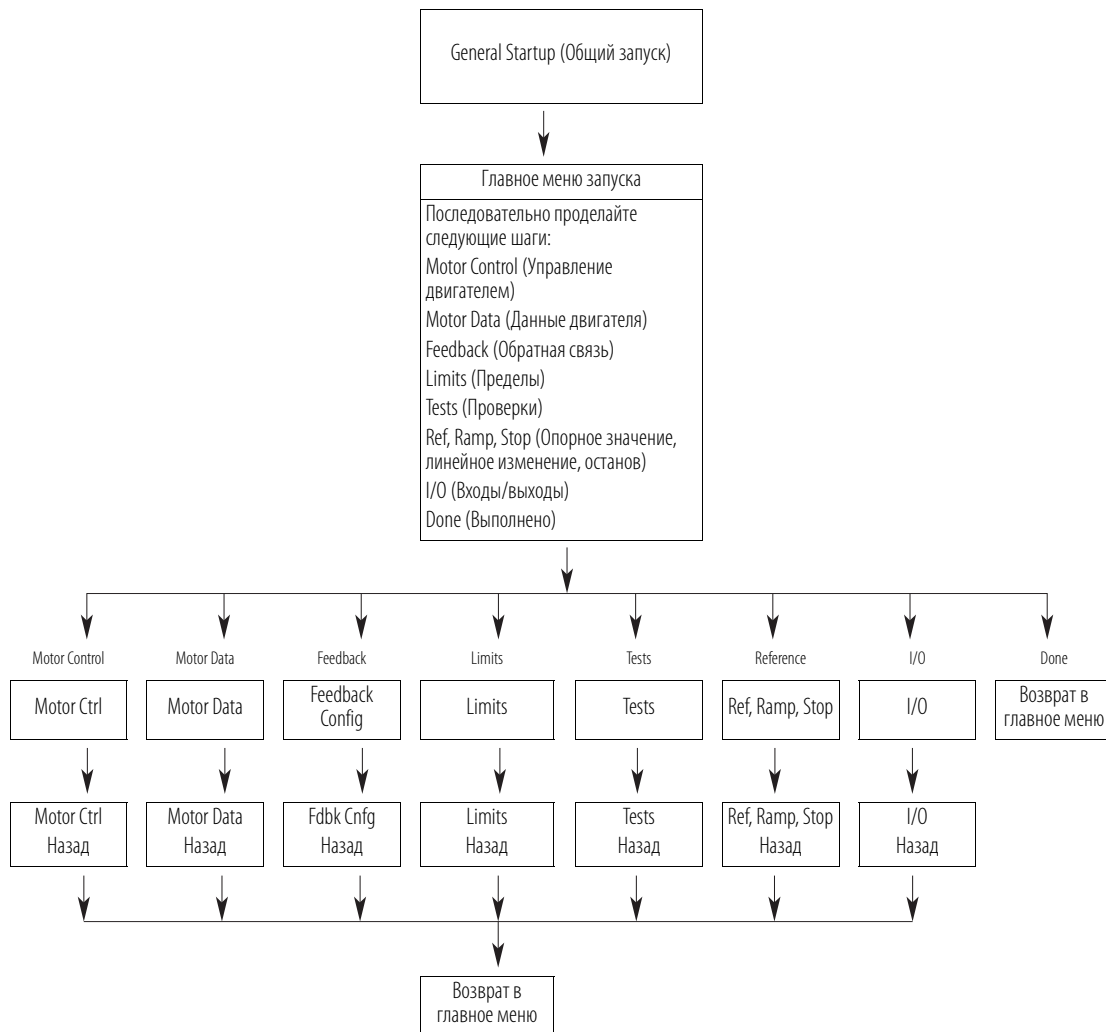 General Startup (Общий запуск)
Главное меню запуска
Последовательно проделайте
следующие шаги:
Motor Control (Управление
двигателем)
Motor Data (Данные двигателя)
Feedback (Обратная связь)
Limits (Пределы)
Tests (Проверки)
Ref, Ramp, Stop (Опорное значение,
линейное изменение, останов)
I/O (Входы/выходы)
Done (Выполнено)
Motor Control Motor Data Feedback Limits Tests Reference I/O Done
Motor Ctrl Motor Data Feedback Config Limits Tests Ref, Ramp, Stop I/O Возврат в главное меню
Motor Ctrl Motor Data Fdbk Cnfg Limits Tests Ref, Ramp, Stop I/O
Назад Назад Назад Назад Назад Назад Назад
Возврат в
главное меню